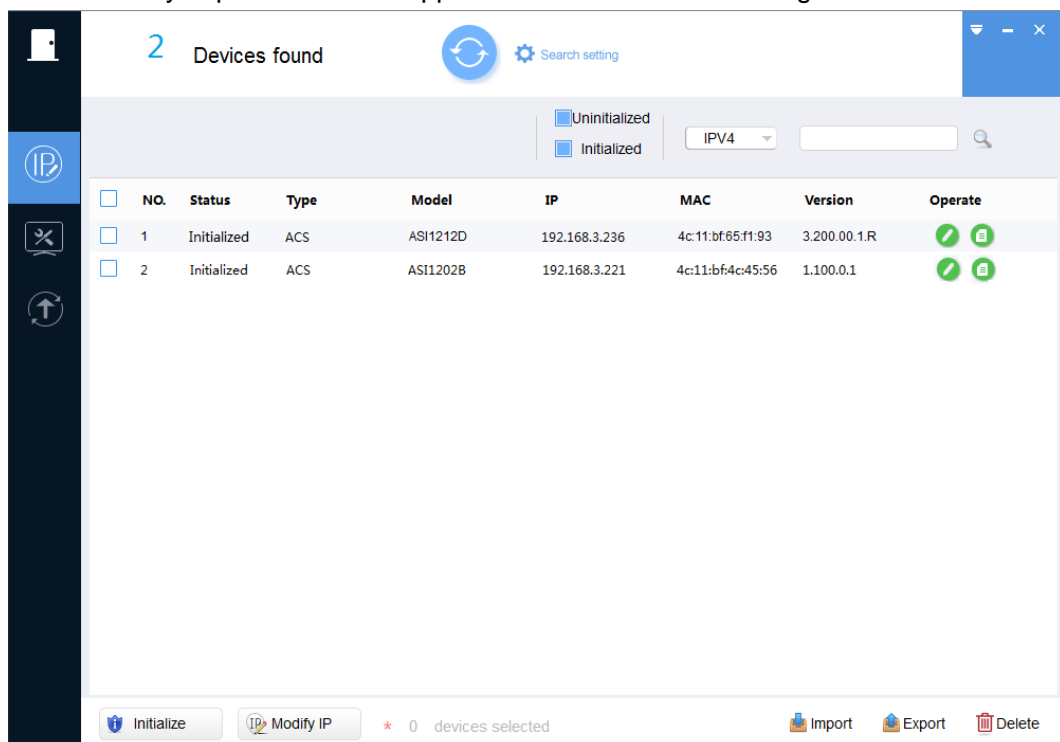 2 Devices found Search setting
Uninitialized
Initialized
IPV4
IP
NO. Status Type Model IP MAC Version Operate
1 Initialized ACS ASI1212D 192.168.3.236 4c:11:bf:65:f1:93 3.200.00.1.R
2 Initialized ACS ASI1202B 192.168.3.221 4c:11:bf:4c:45:56 1.100.0.1
Initialize IP Modify IP * 0 devices selected Import Export Delete